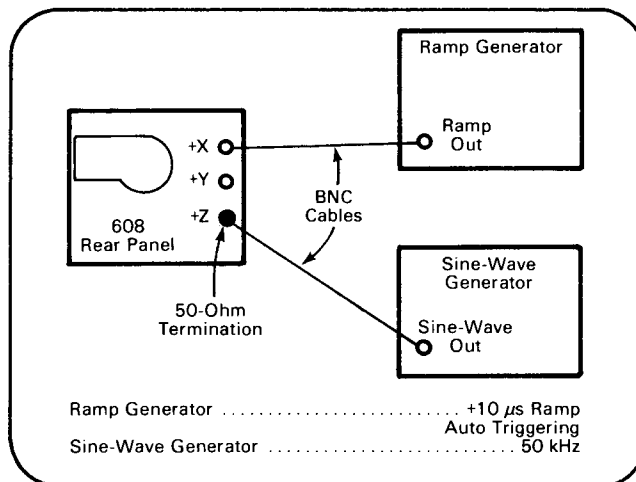 Ramp Generator
Ramp
Out
+X
+Y
+Z
608
Rear Panel
BNC
Cables
50-Ohm
Termination
Sine-Wave
Generator
Sine-Wave
Out
Ramp Generator ......................... +10 µs Ramp
Auto Triggering
Sine-Wave Generator ......................... 50 kHz